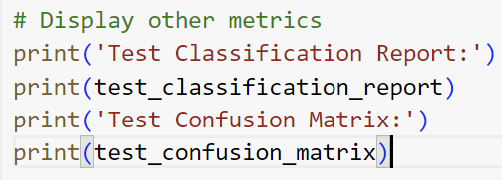 # Display other metrics
print('Test Classification Report:')
print(test_classification_report)
print('Test Confusion Matrix:')
print(test_confusion_matrix)